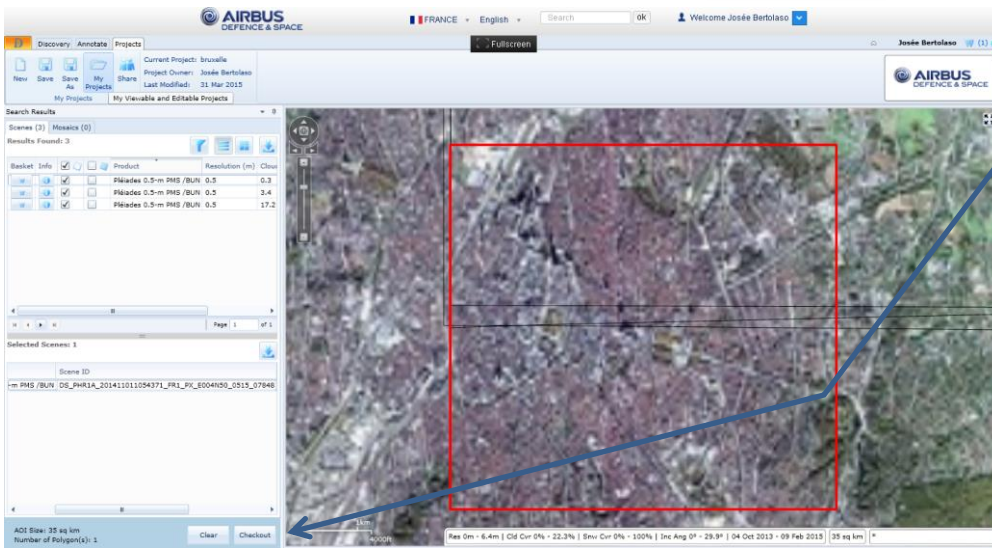 AIRBUS
DEFENCE & SPACE
FRANCE English Search ok Welcome Josée Bertolaso
Fullscreen
D Discovery Annotate Projects
Josée Bertolaso (1)
New Save Save As My Projects Share
Current Project: bruxelle
Project Owner: Josée Bertolaso
Last Modified: 31 Mar 2015
My Projects My Viewable and Editable Projects
AIRBUS
DEFENCE & SPACE
Search Results
Scenes (3) Mosaics (0)
Results Found: 3
Basket Info Product Resolution (m) Clou
Pléiades 0.5-m PMS /BUN 0.5 0.3
Pléiades 0.5-m PMS /BUN 0.5 3.4
Pléiades 0.5-m PMS /BUN 0.5 17.2
Page 1 of 1
Selected Scenes: 1
Scene ID
-m PMS /BUN DS_PHR1A_201411011054371_FR1_PX_E004N50_0515_07848
AOI Size: 35 sq km
Number of Polygon(s): 1
Clear Checkout
1km
4000ft
Res 0m - 6.4m | Cld Cvr 0% - 22.3% | Snw Cvr 0% - 100% | Inc Ang 0° - 29.9° | 04 Oct 2013 - 09 Feb 2015 35 sq km